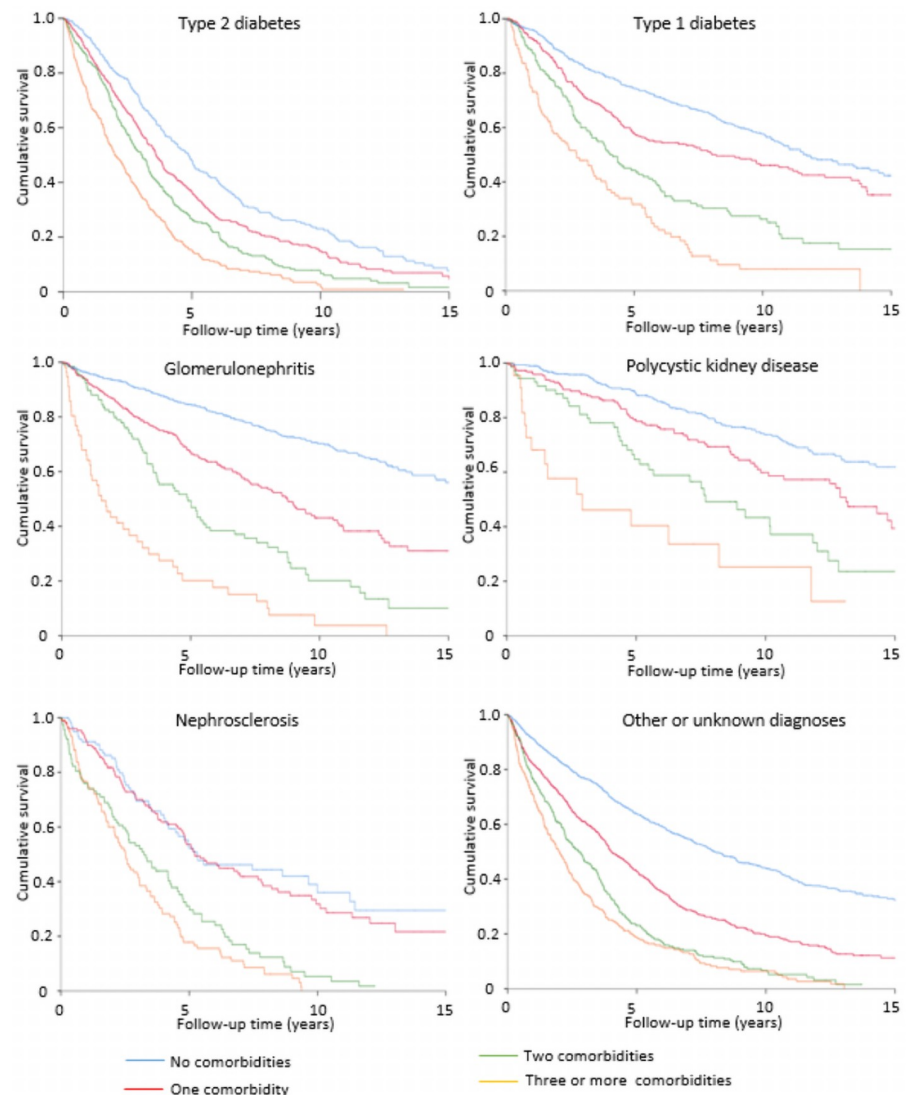 Type 2 diabetes
Cumulative survival
1.0
0.8
0.6
0.4
0.2
0
0 5 10 15
Follow-up time (years)
Type 1 diabetes
Cumulative survival
1.0
0.8
0.6
0.4
0.2
0
0 5 10 15
Follow-up time (years)
Glomerulonephritis
Cumulative survival
1.0
0.8
0.6
0.4
0.2
0
0 5 10 15
Follow-up time (years)
Polycystic kidney disease
Cumulative survival
1.0
0.8
0.6
0.4
0.2
0
0 5 10 15
Follow-up time (years)
Nephrosclerosis
Cumulative survival
1.0
0.8
0.6
0.4
0.2
0
0 5 10 15
Follow-up time (years)
Other or unknown diagnoses
Cumulative survival
1.0
0.8
0.6
0.4
0.2
0
0 5 10 15
Follow-up time (years)
No comorbidities
One comorbidity
Two comorbidities
Three or more comorbidities